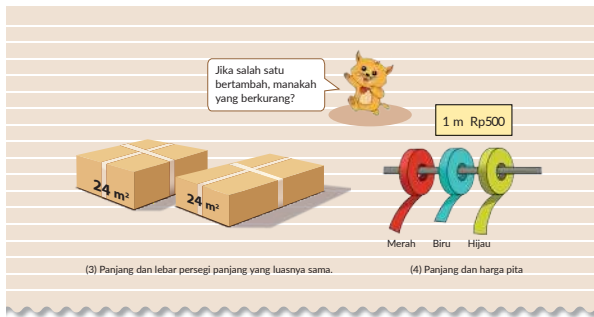 Jika salah satu
bertambah, manakah
yang berkurang?
1 m Rp500
24 m²
24 m²
Merah Biru Hijau
(3) Panjang dan lebar persegi panjang yang luasnya sama.
(4) Panjang dan harga pita